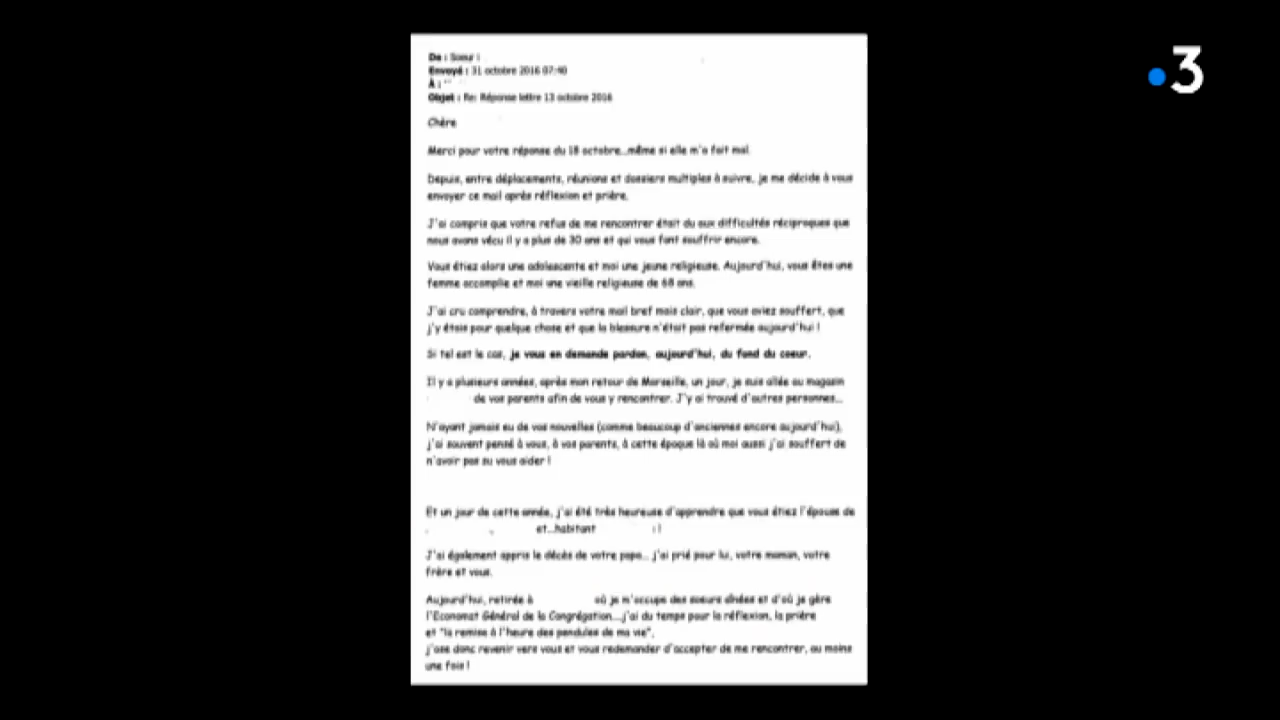 De : Soeur
Envoyé : 31 octobre 2016 07:40
À :
Objet : Re: Réponse lettre 13 octobre 2016
Chère
Merci pour votre réponse du 18 octobre...même si elle m'a fait mal.
Depuis, entre déplacements, réunions et dossiers multiples à suivre, je me décide à vous
envoyer ce mail après réflexion et prière.
J'ai compris que votre refus de me rencontrer était du aux difficultés réciproques que
nous avons vécu il y a plus de 30 ans et qui vous font souffrir encore.
Vous étiez alors une adolescente et moi une jeune religieuse. Aujourd'hui, vous êtes une
femme accomplie et moi une vieille religieuse de 68 ans.
J'ai cru comprendre, à travers votre mail bref mais clair, que vous aviez souffert, que
j'y étais pour quelque chose et que la blessure n'était pas refermée aujourd'hui !
Si tel est le cas, je vous en demande pardon, aujourd'hui, du fond du coeur.
Il y a plusieurs années, après mon retour de Marseille, un jour, je suis allée au magasin
de vos parents afin de vous y rencontrer. J'y ai trouvé d'autres personnes...
N'ayant jamais eu de vos nouvelles (comme beaucoup d'anciennes encore aujourd'hui),
j'ai souvent pensé à vous, à vos parents, à cette époque là où moi aussi j'ai souffert de
n'avoir pas su vous aider !
Et un jour de cette année, j'ai été très heureuse d'apprendre que vous étiez l'épouse de
et...habitant !
J'ai également appris le décès de votre papa... j'ai prié pour lui, votre maman, votre
frère et vous.
Aujourd'hui, retirée à où je m'occupe des soeurs aînées et d'où je gère
l'Economat Général de la Congrégation...j'ai du temps pour la réflexion, la prière
et "la remise à l'heure des pendules de ma vie",
j'ose donc revenir vers vous et vous redemander d'accepter de me rencontrer, au moins
une fois !
.3